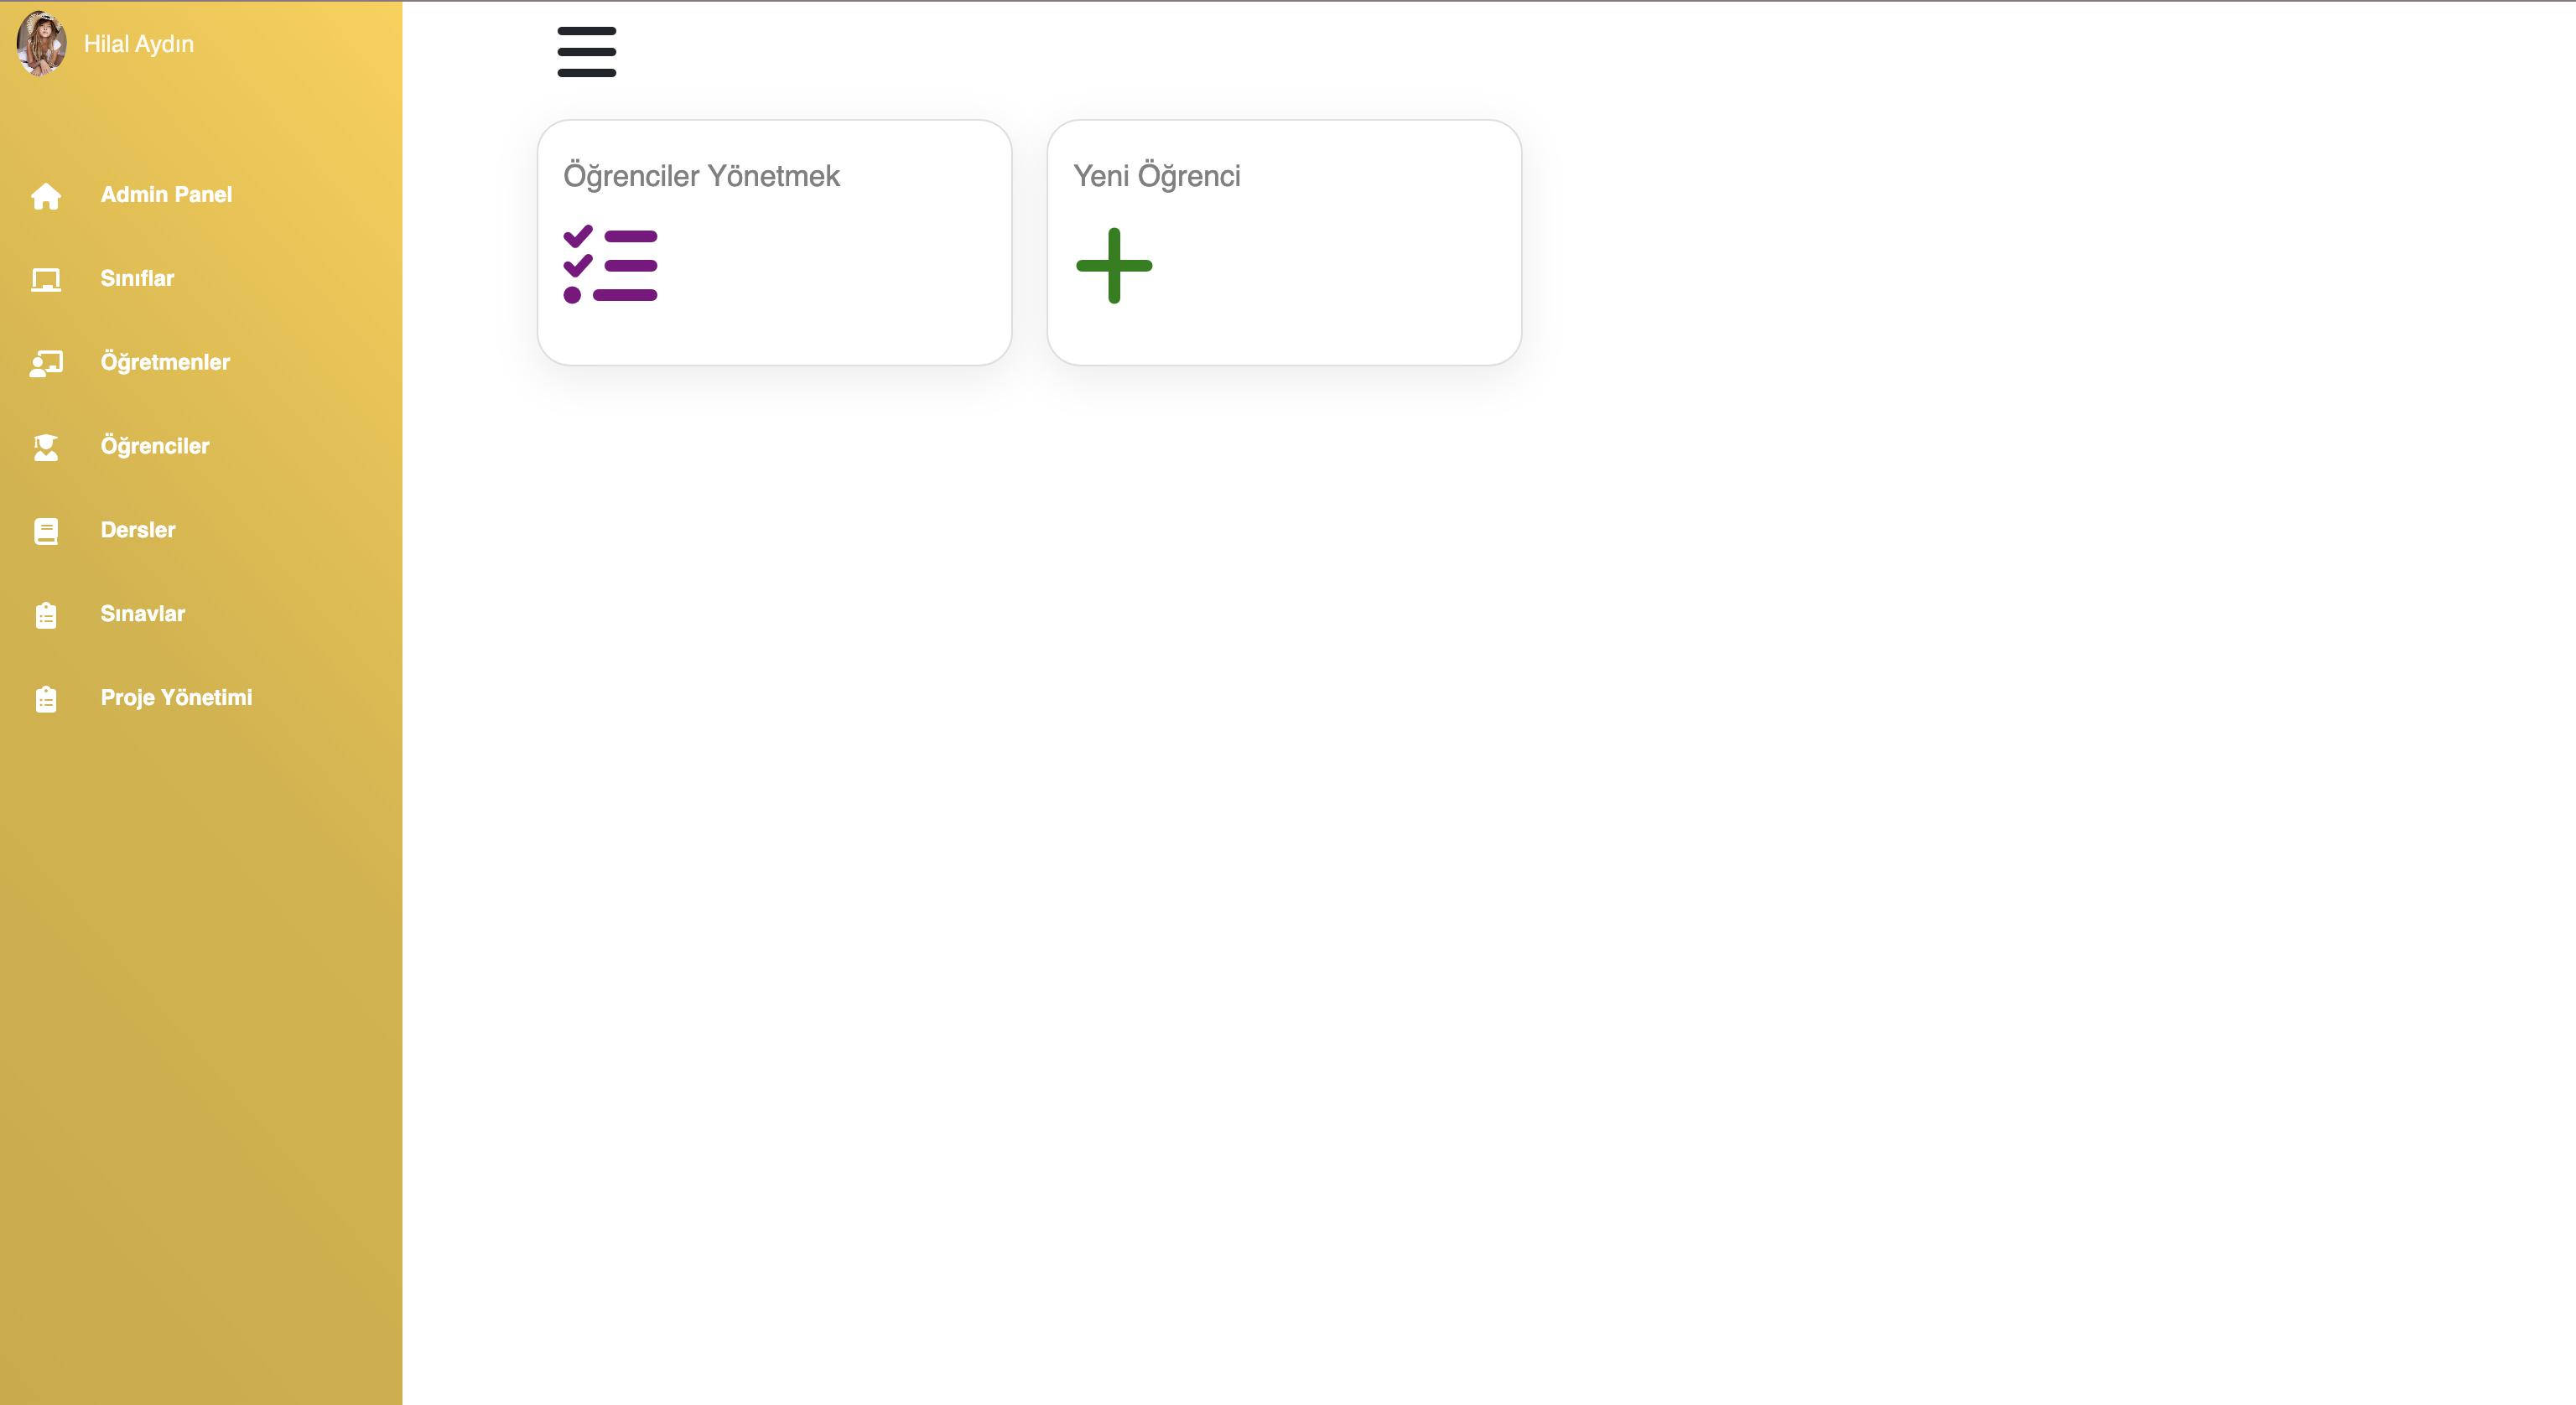 Hilal Aydın
Admin Panel
Sınıflar
Öğretmenler
Öğrenciler
Dersler
Sınavlar
Proje Yönetimi
Öğrenciler Yönetmek
Yeni Öğrenci